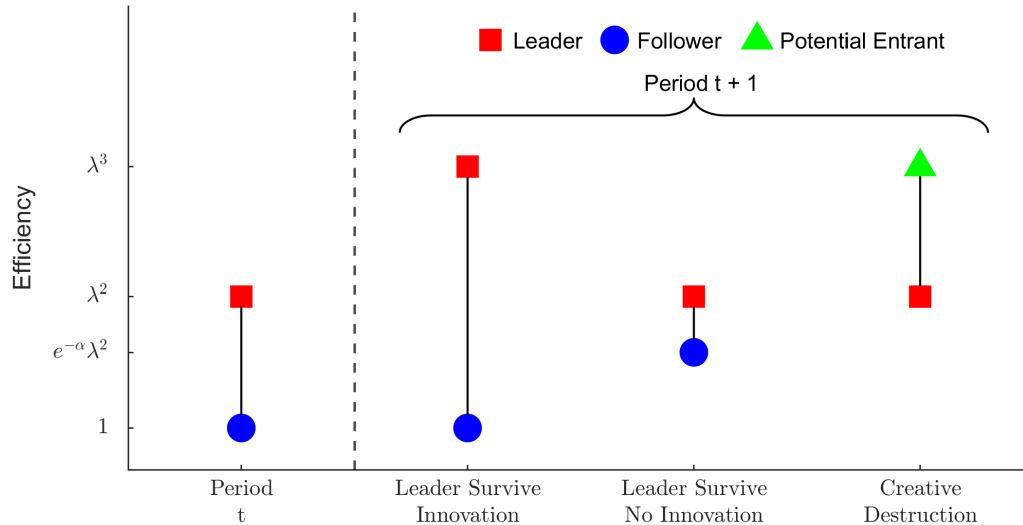 Leader Follower Potential Entrant
Period t + 1
Efficiency
λ³
λ²
e⁻ᵅλ²
1
Period
t
Leader Survive
Innovation
Leader Survive
No Innovation
Creative
Destruction